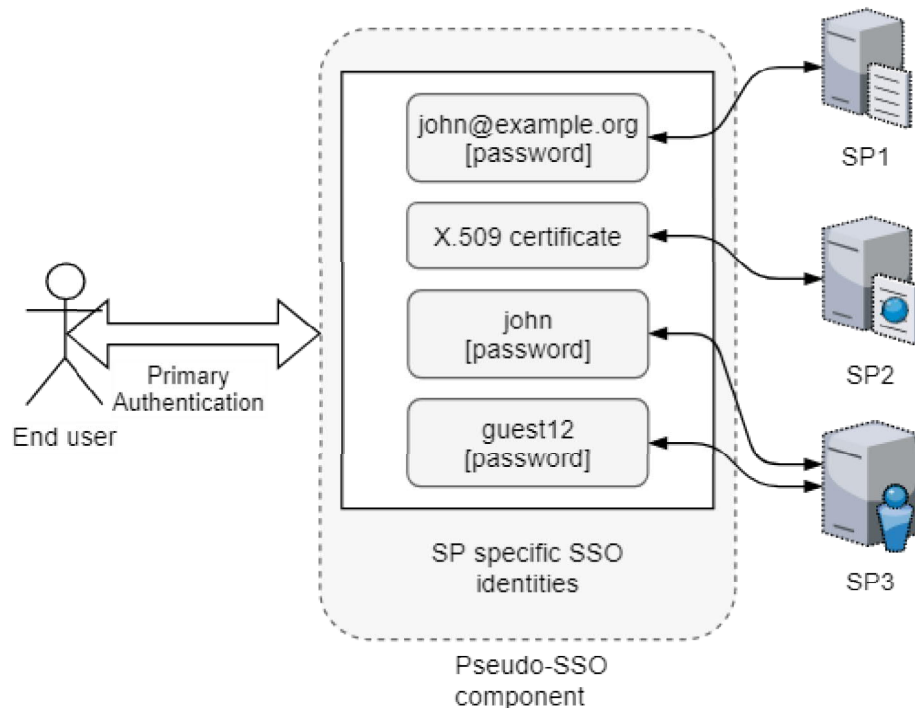 john@example.org
[password]
SP1
X.509 certificate
SP2
john
[password]
Primary
Authentication
End user
guest12
[password]
SP3
SP specific SSO
identities
Pseudo-SSO
component